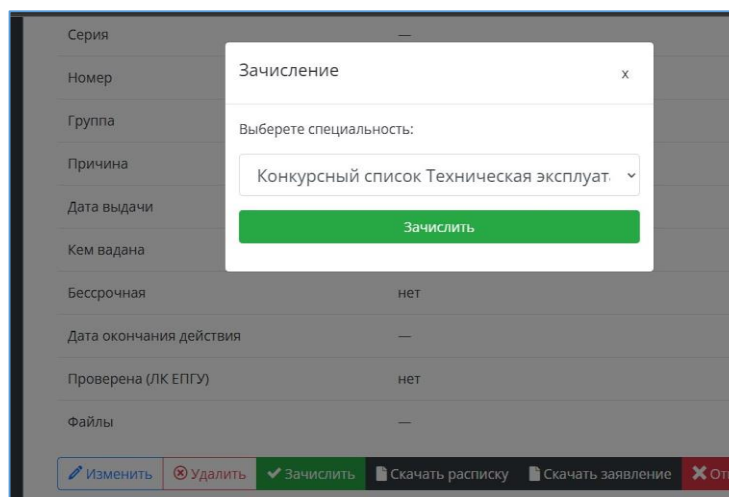 Серия —
Зачисление x
Номер
Группа
Выберете специальность:
Причина
Конкурсный список Техническая эксплуат
Дата выдачи
Зачислить
Кем вадана
Бессрочная нет
Дата окончания действия —
Проверена (ЛК ЕПГУ) нет
Файлы —
Изменить Удалить Зачислить Скачать расписку Скачать заявление